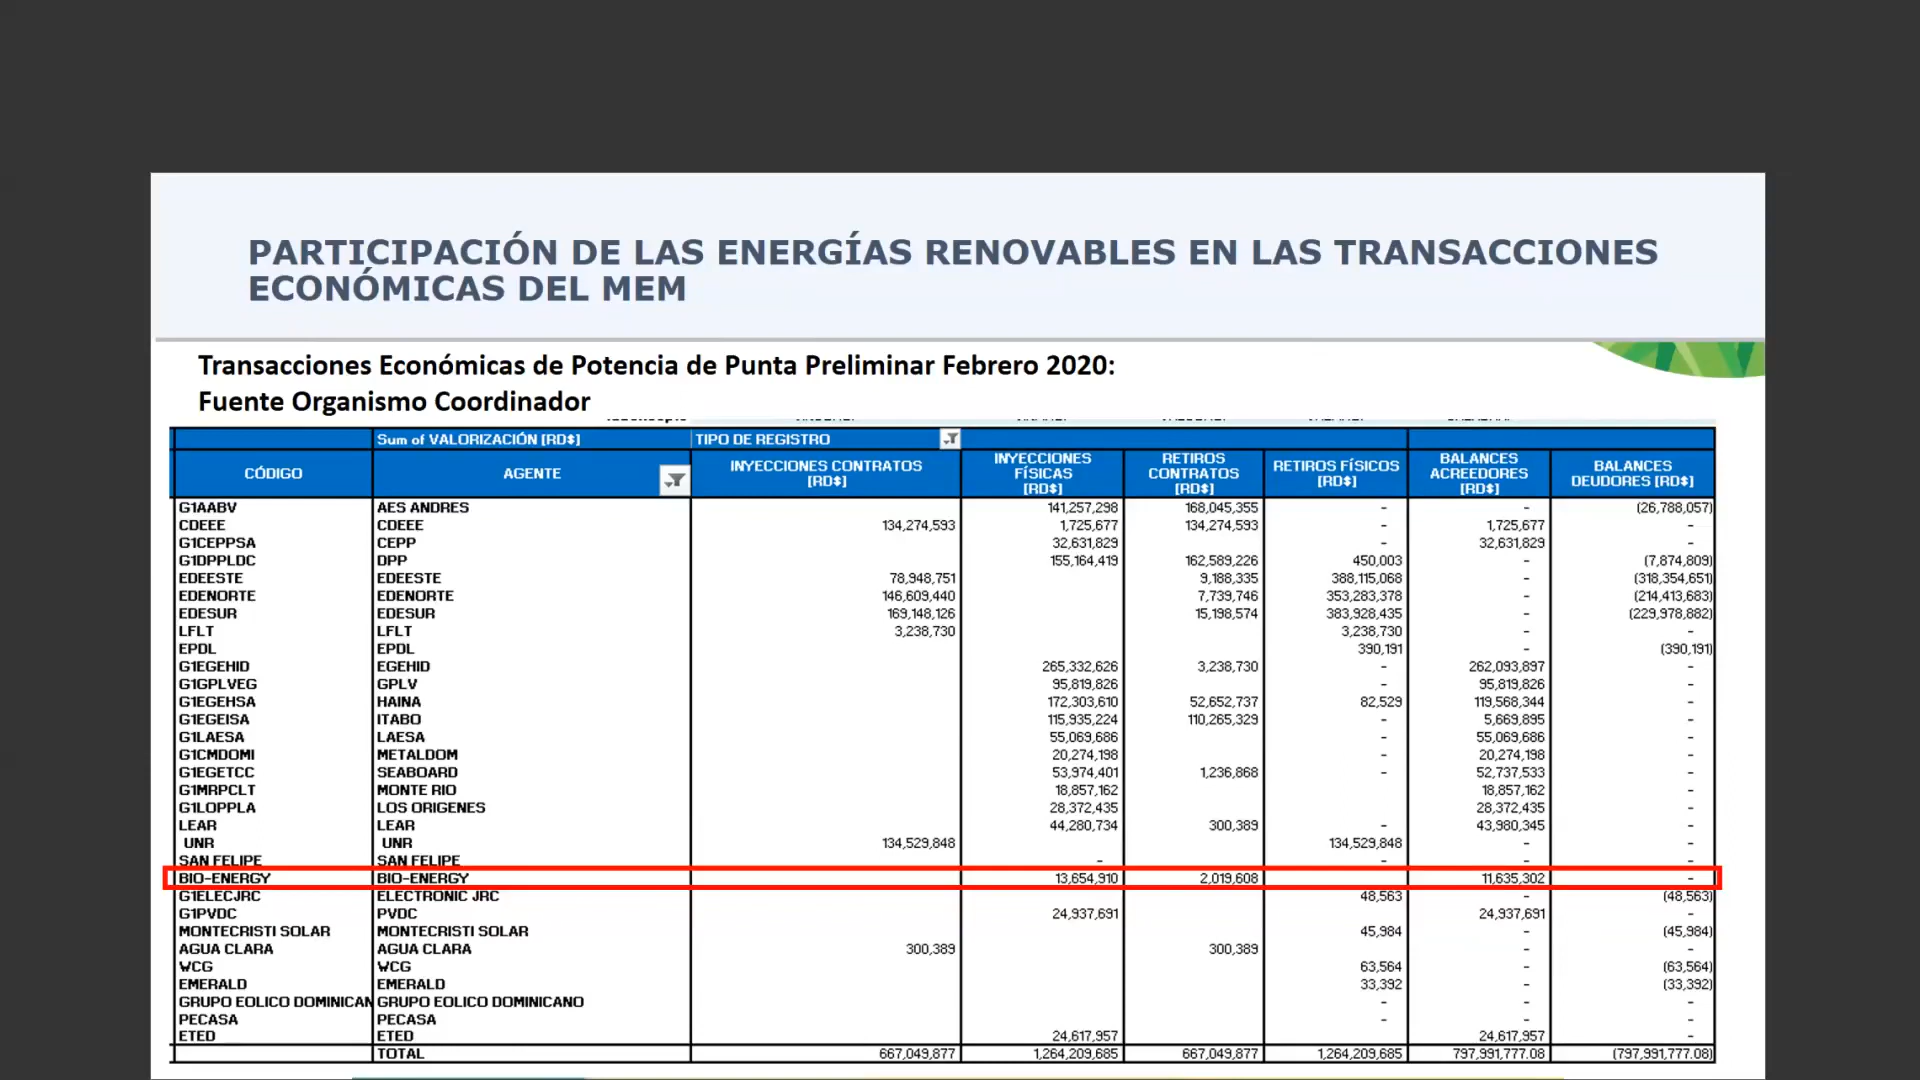 PARTICIPACIÓN DE LAS ENERGÍAS RENOVABLES EN LAS TRANSACCIONES
ECONÓMICAS DEL MEM
Transacciones Económicas de Potencia de Punta Preliminar Febrero 2020:
Fuente Organismo Coordinador
Sum of VALORIZACIÓN [RD$] TIPO DE REGISTRO
CÓDIGO AGENTE INYECCIONES CONTRATOS [RD$] INYECCIONES FÍSICAS [RD$] RETIROS CONTRATOS [RD$] RETIROS FÍSICOS [RD$] BALANCES ACREEDORES [RD$] BALANCES DEUDORES [RD$]
G1AABV AES ANDRES 141,257,298 168,045,355 - - (26,788,057)
CDEEE CDEEE 134,274,593 1,725,677 134,274,593 - 1,725,677 -
G1CEPPSA CEPP 32,631,829 - 32,631,829 -
G1DPPLDC DPP 155,164,419 162,589,226 450,003 - (7,874,809)
EDEESTE EDEESTE 78,948,751 9,188,335 388,115,068 - (318,354,651)
EDENORTE EDENORTE 146,609,440 7,739,746 353,283,378 - (214,413,683)
EDESUR EDESUR 169,148,126 15,198,574 383,928,435 - (229,978,882)
LFLT LFLT 3,238,730 3,238,730 - -
EPDL EPDL 390,191 - (390,191)
G1EGEHID EGEHID 265,332,626 3,238,730 - 262,093,897 -
G1GPLVEG GPLV 95,819,826 - 95,819,826 -
G1EGEHSA HAINA 172,303,610 52,652,737 82,529 119,568,344 -
G1EGEISA ITABO 115,935,224 110,265,329 - 5,669,895 -
G1LAESA LAESA 55,069,686 - 55,069,686 -
G1CMDOMI METALDOM 20,274,198 - 20,274,198 -
G1EGETCC SEABOARD 53,974,401 1,236,868 - 52,737,533 -
G1MRPCLT MONTE RIO 18,857,162 18,857,162 -
G1LOPPLA LOS ORIGENES 28,372,435 28,372,435 -
LEAR LEAR 44,280,734 300,389 - 43,980,345 -
UNR UNR 134,529,848 134,529,848 - -
SAN FELIPE SAN FELIPE - - - -
BIO-ENERGY BIO-ENERGY 13,654,910 2,019,608 11,635,302 -
G1ELECJRC ELECTRONIC JRC 48,563 - (48,563)
G1PVDC PVDC 24,937,691 24,937,691 -
MONTECRISTI SOLAR MONTECRISTI SOLAR 45,984 - (45,984)
AGUA CLARA AGUA CLARA 300,389 300,389 - -
WCG WCG 63,564 - (63,564)
EMERALD EMERALD 33,392 - (33,392)
GRUPO EOLICO DOMINICAN GRUPO EOLICO DOMINICANO - - -
PECASA PECASA - - -
ETED ETED 24,617,957 24,617,957 -
TOTAL 667,049,877 1,264,209,685 667,049,877 1,264,209,685 797,991,777.08 (797,991,777.08)